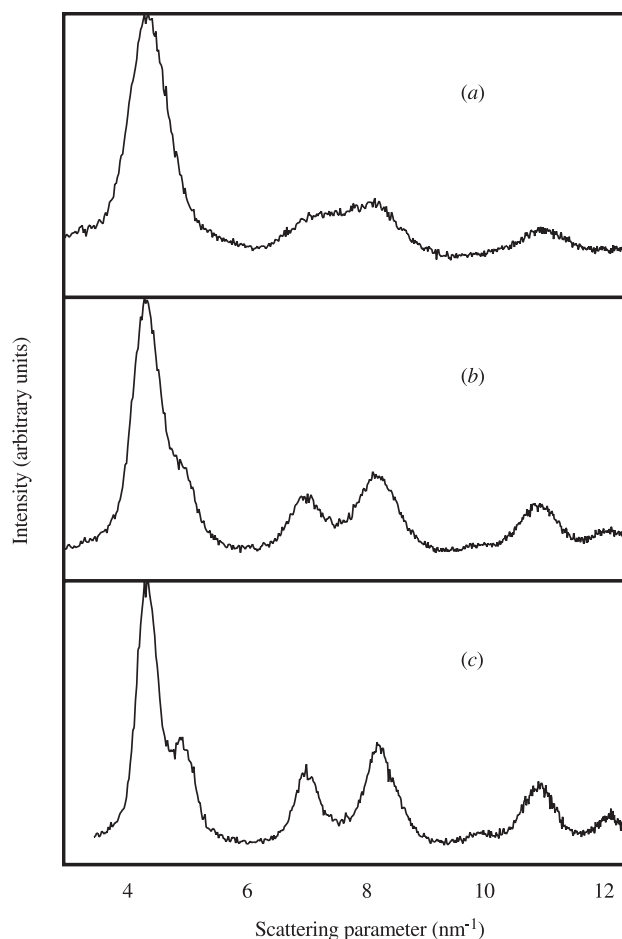 (a)
(b)
Intensity (arbitrary units)
(c)
4 6 8 10 12
Scattering parameter (nm⁻¹)